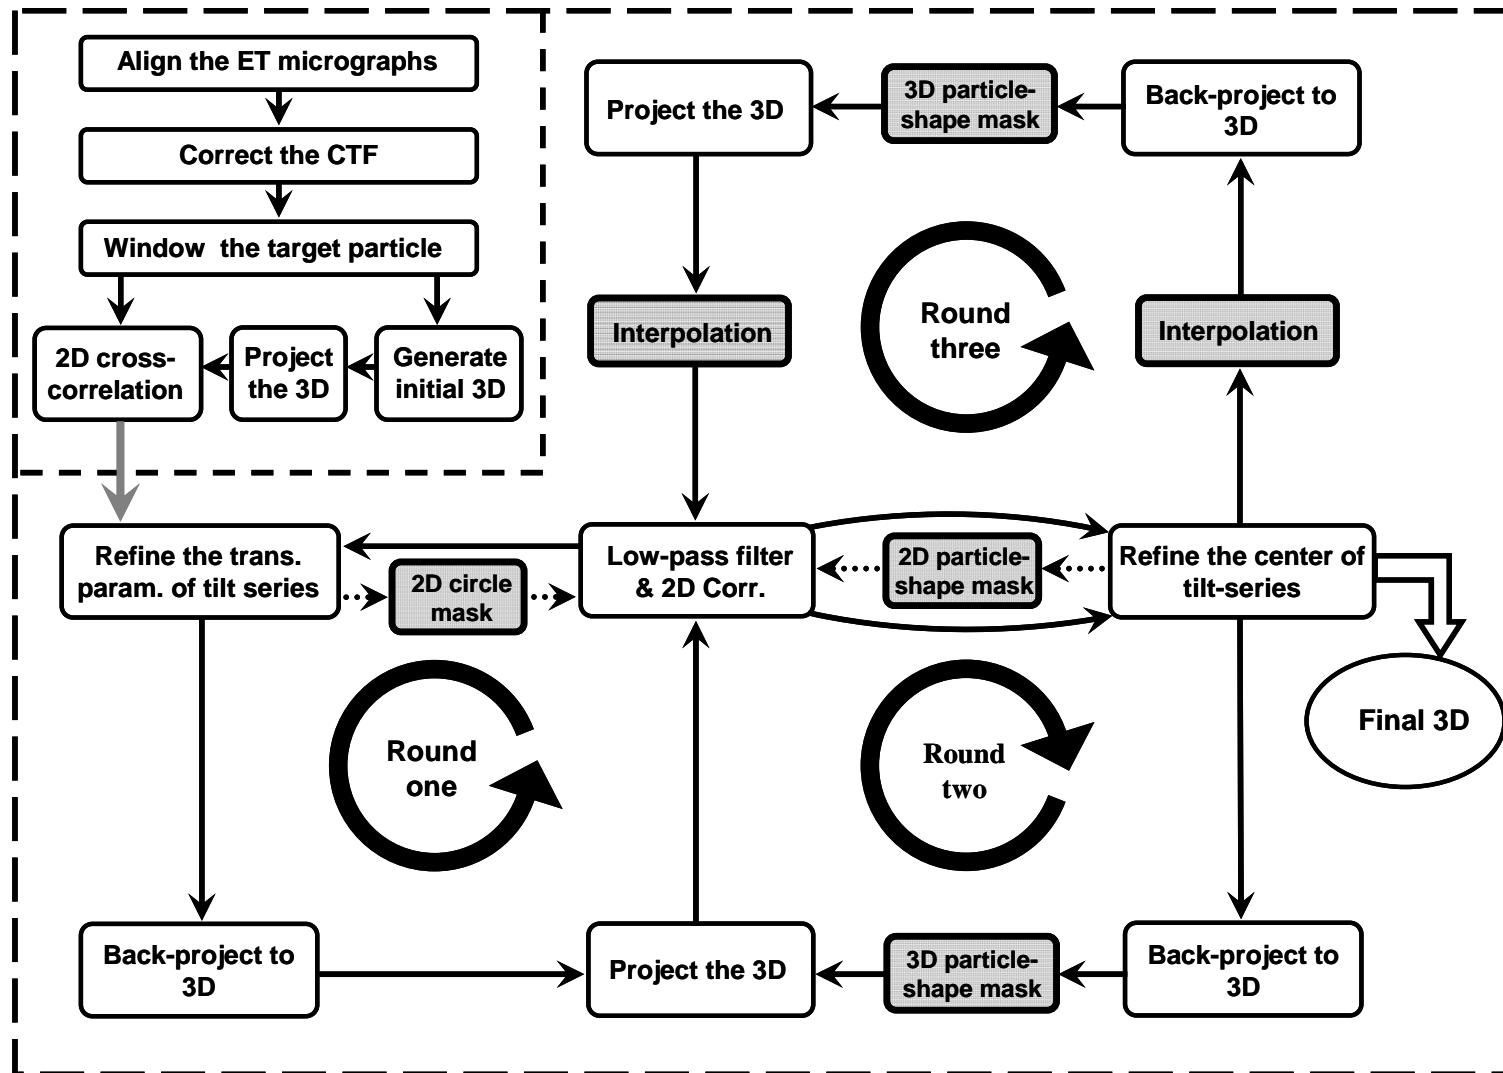 Align the ET micrographs
Correct the CTF
Window the target particle
2D cross-
correlation
Project
the 3D
Generate
initial 3D
Project the 3D
3D particle-
shape mask
Back-project to
3D
Interpolation
Round
three
Interpolation
Refine the trans.
param. of tilt series
2D circle
mask
Low-pass filter
& 2D Corr.
2D particle-
shape mask
Refine the center of
tilt-series
Final 3D
Round
one
Round
two
Back-project to
3D
Project the 3D
3D particle-
shape mask
Back-project to
3D